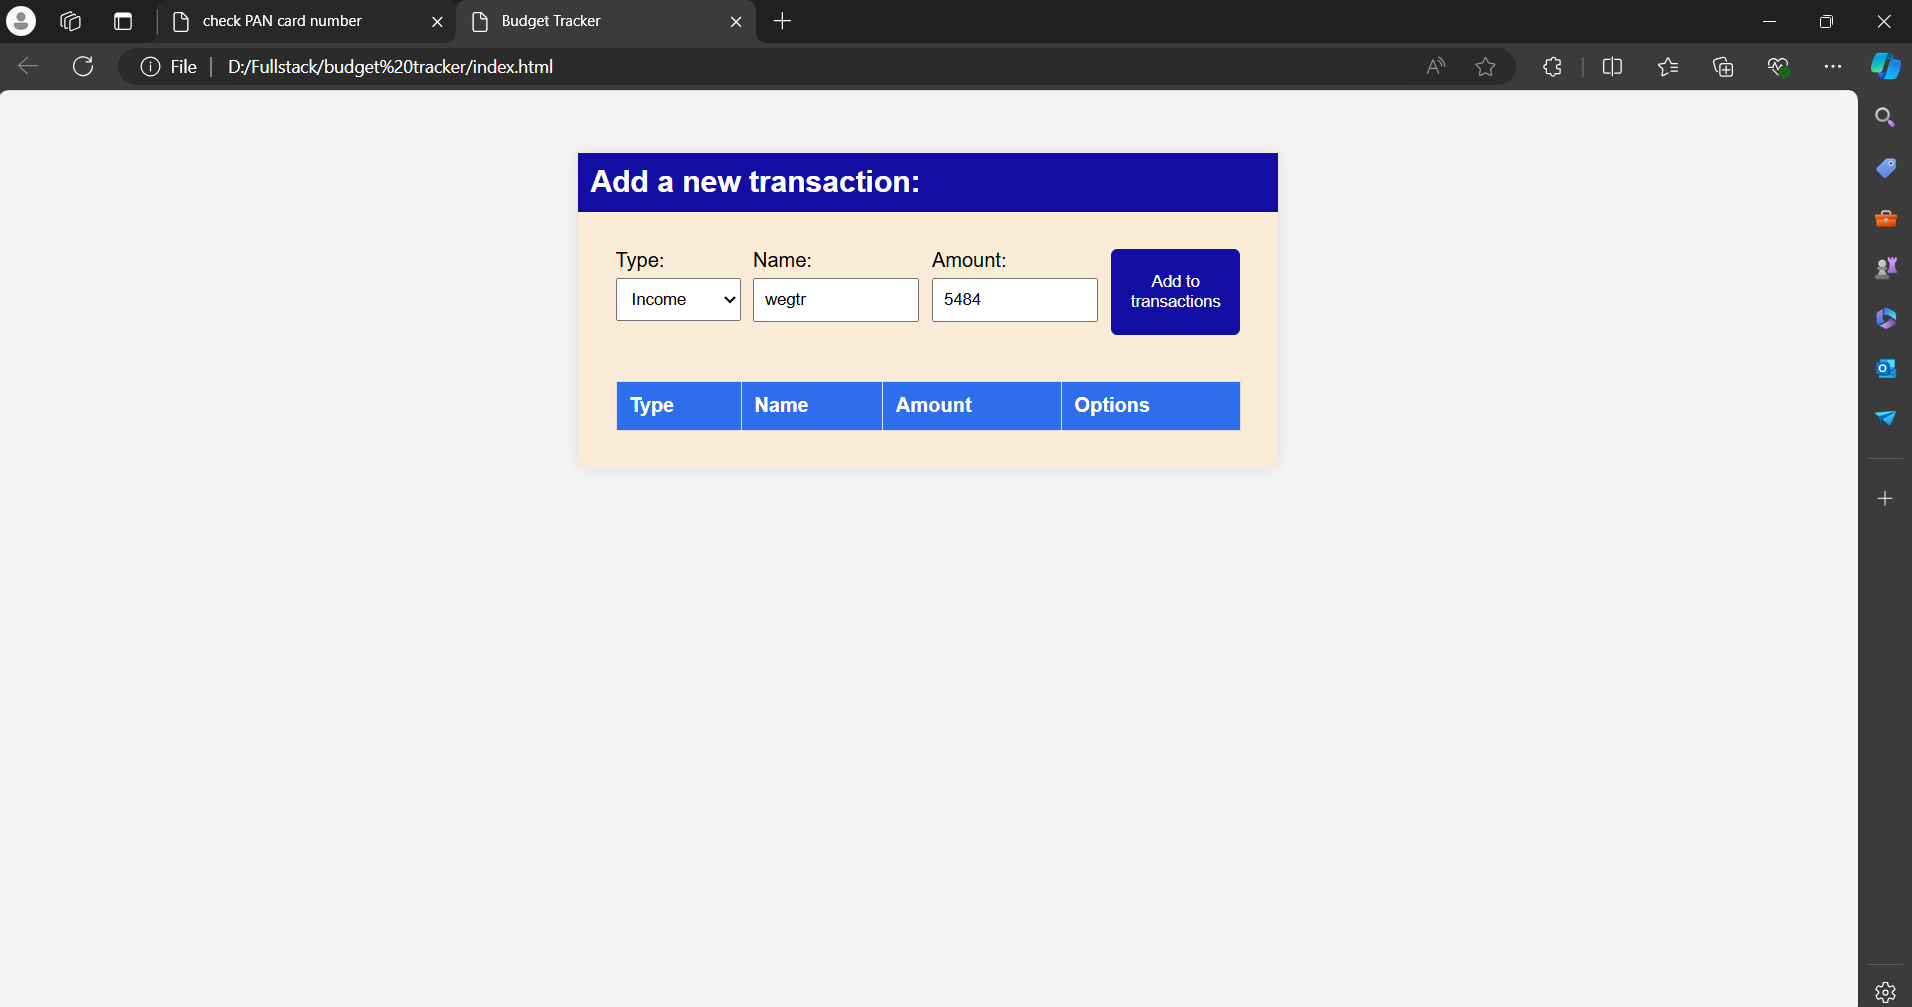 check PAN card number
Budget Tracker
File
D:/Fullstack/budget%20tracker/index.html
Add a new transaction:
Type: Name: Amount:
Income wegtr 5484
Add to
transactions
Type Name Amount Options